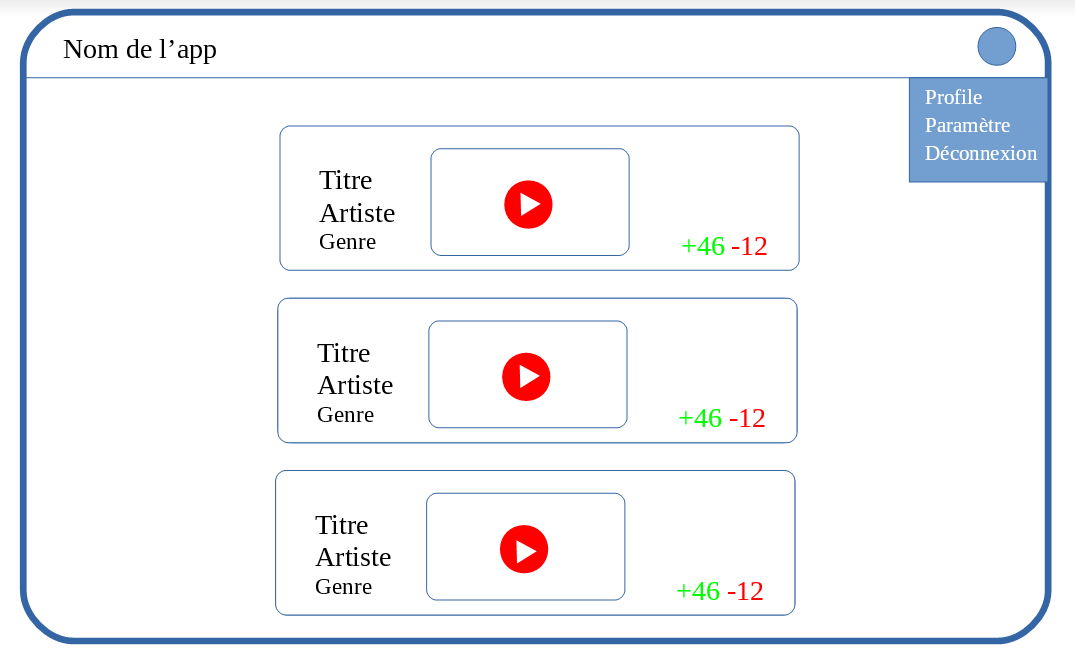 Nom de l’app
Profile
Paramètre
Déconnexion
Titre
Artiste
Genre
+46 -12
Titre
Artiste
Genre
+46 -12
Titre
Artiste
Genre
+46 -12